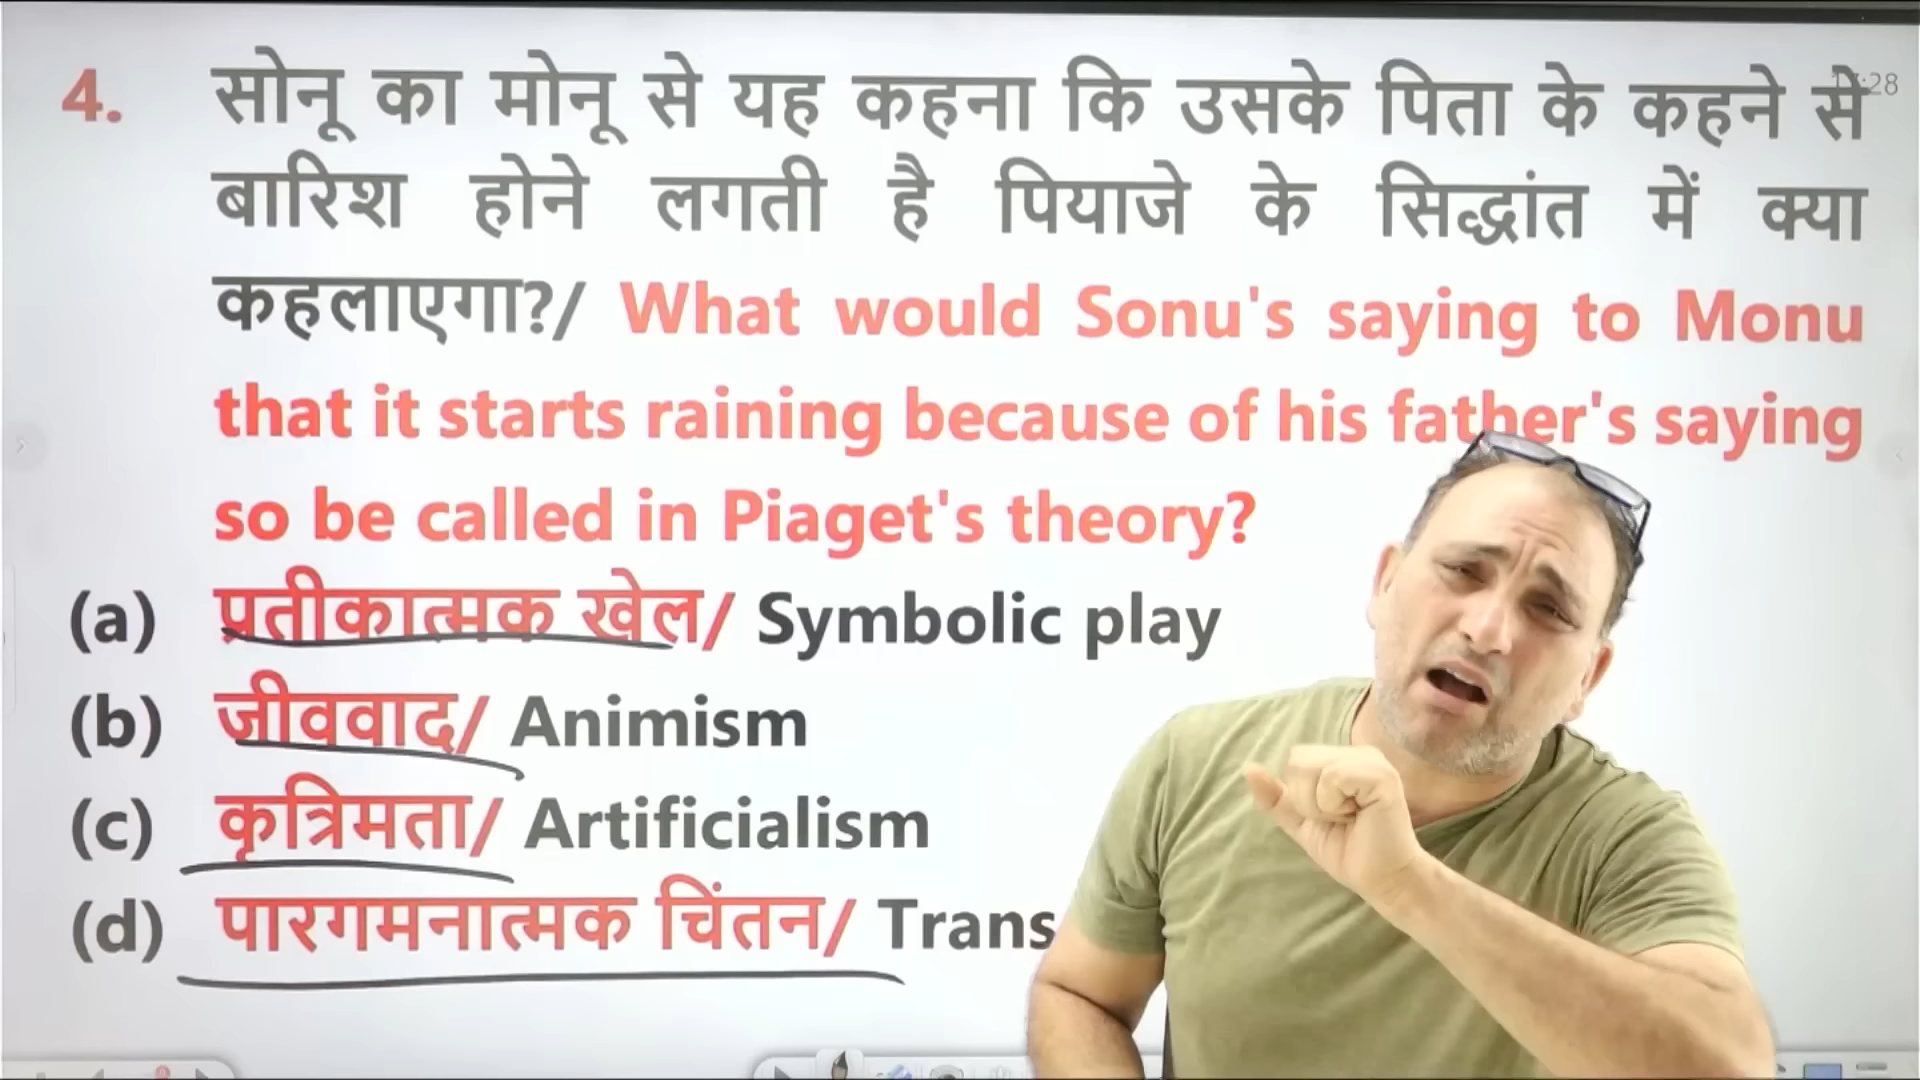 4. सोनू का मोनू से यह कहना कि उसके पिता के कहने से
बारिश होने लगती है पियाजे के सिद्धांत में क्या
कहलाएगा?/ What would Sonu's saying to Monu
that it starts raining because of his father's saying
so be called in Piaget's theory?
(a) प्रतीकात्मक खेल/ Symbolic play
(b) जीववाद/ Animism
(c) कृत्रिमता/ Artificialism
(d) पारगमनात्मक चिंतन/ Trans